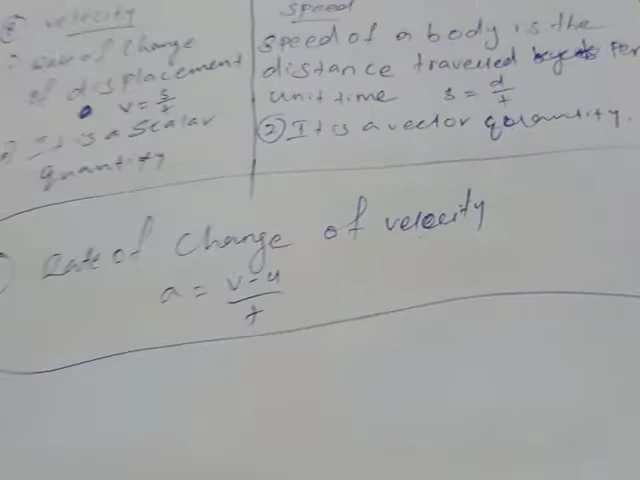 velocity
Rate of Change
of displacement
v = s/t
It is a Scalar
quantity
Speed
Speed of a body is the
distance travelled per
unit time s = d/t
② It is a vector quantity.
Rate of Change of velocity
a = v-u/t